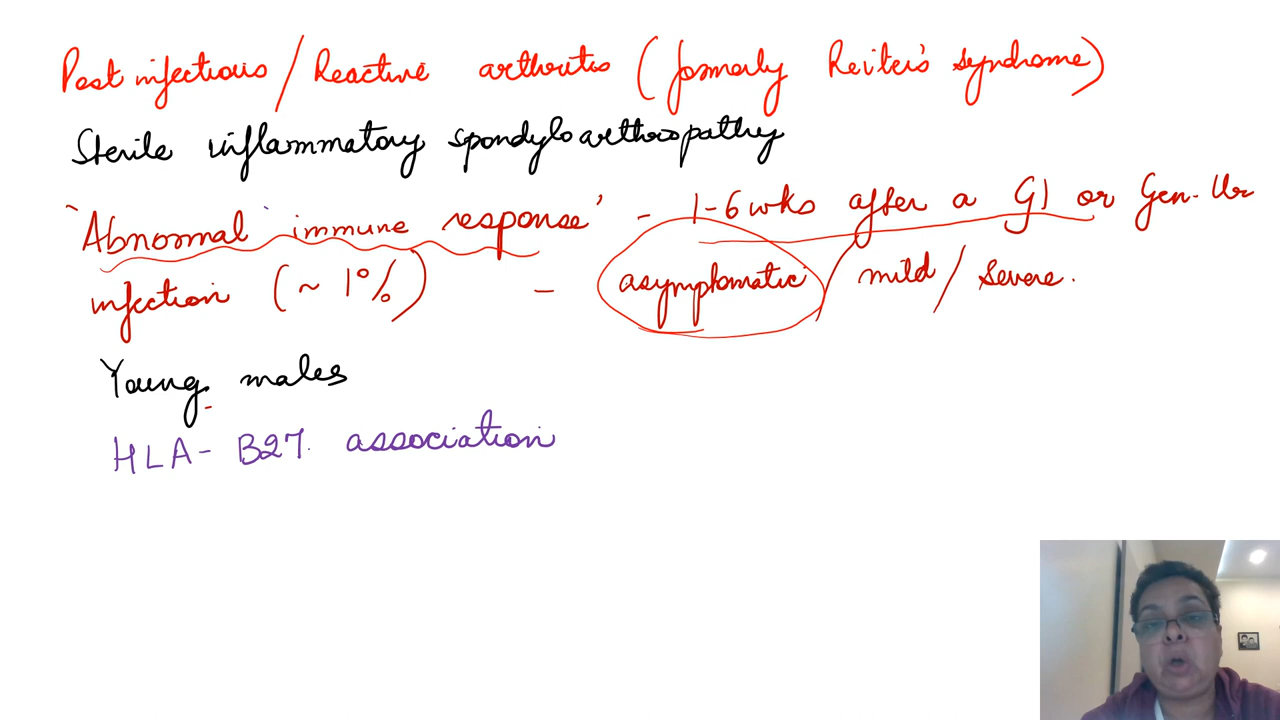 Post infectious / Reactive arthritis (formerly Reiter's syndrome)
Sterile inflammatory spondyloarthropathy
"Abnormal immune response" - 1-6 wks after a GI or Gen. Ur
infection (~ 1%) - asymptomatic / mild / severe.
Young males
HLA-B27. association